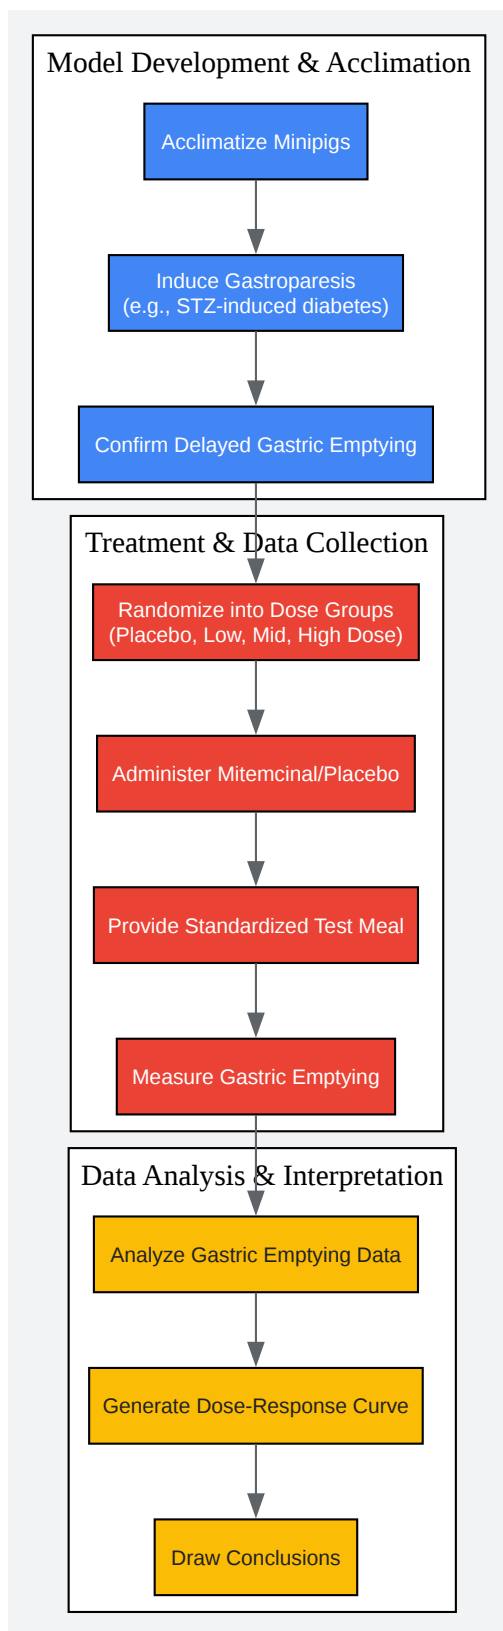 Model Development & Acclimation
Acclimatize Minipigs
Induce Gastroparesis
(e.g., STZ-induced diabetes)
Confirm Delayed Gastric Emptying
Treatment & Data Collection
Randomize into Dose Groups
(Placebo, Low, Mid, High Dose)
Administer Mitemcinal/Placebo
Provide Standardized Test Meal
Measure Gastric Emptying
Data Analysis & Interpretation
Analyze Gastric Emptying Data
Generate Dose-Response Curve
Draw Conclusions